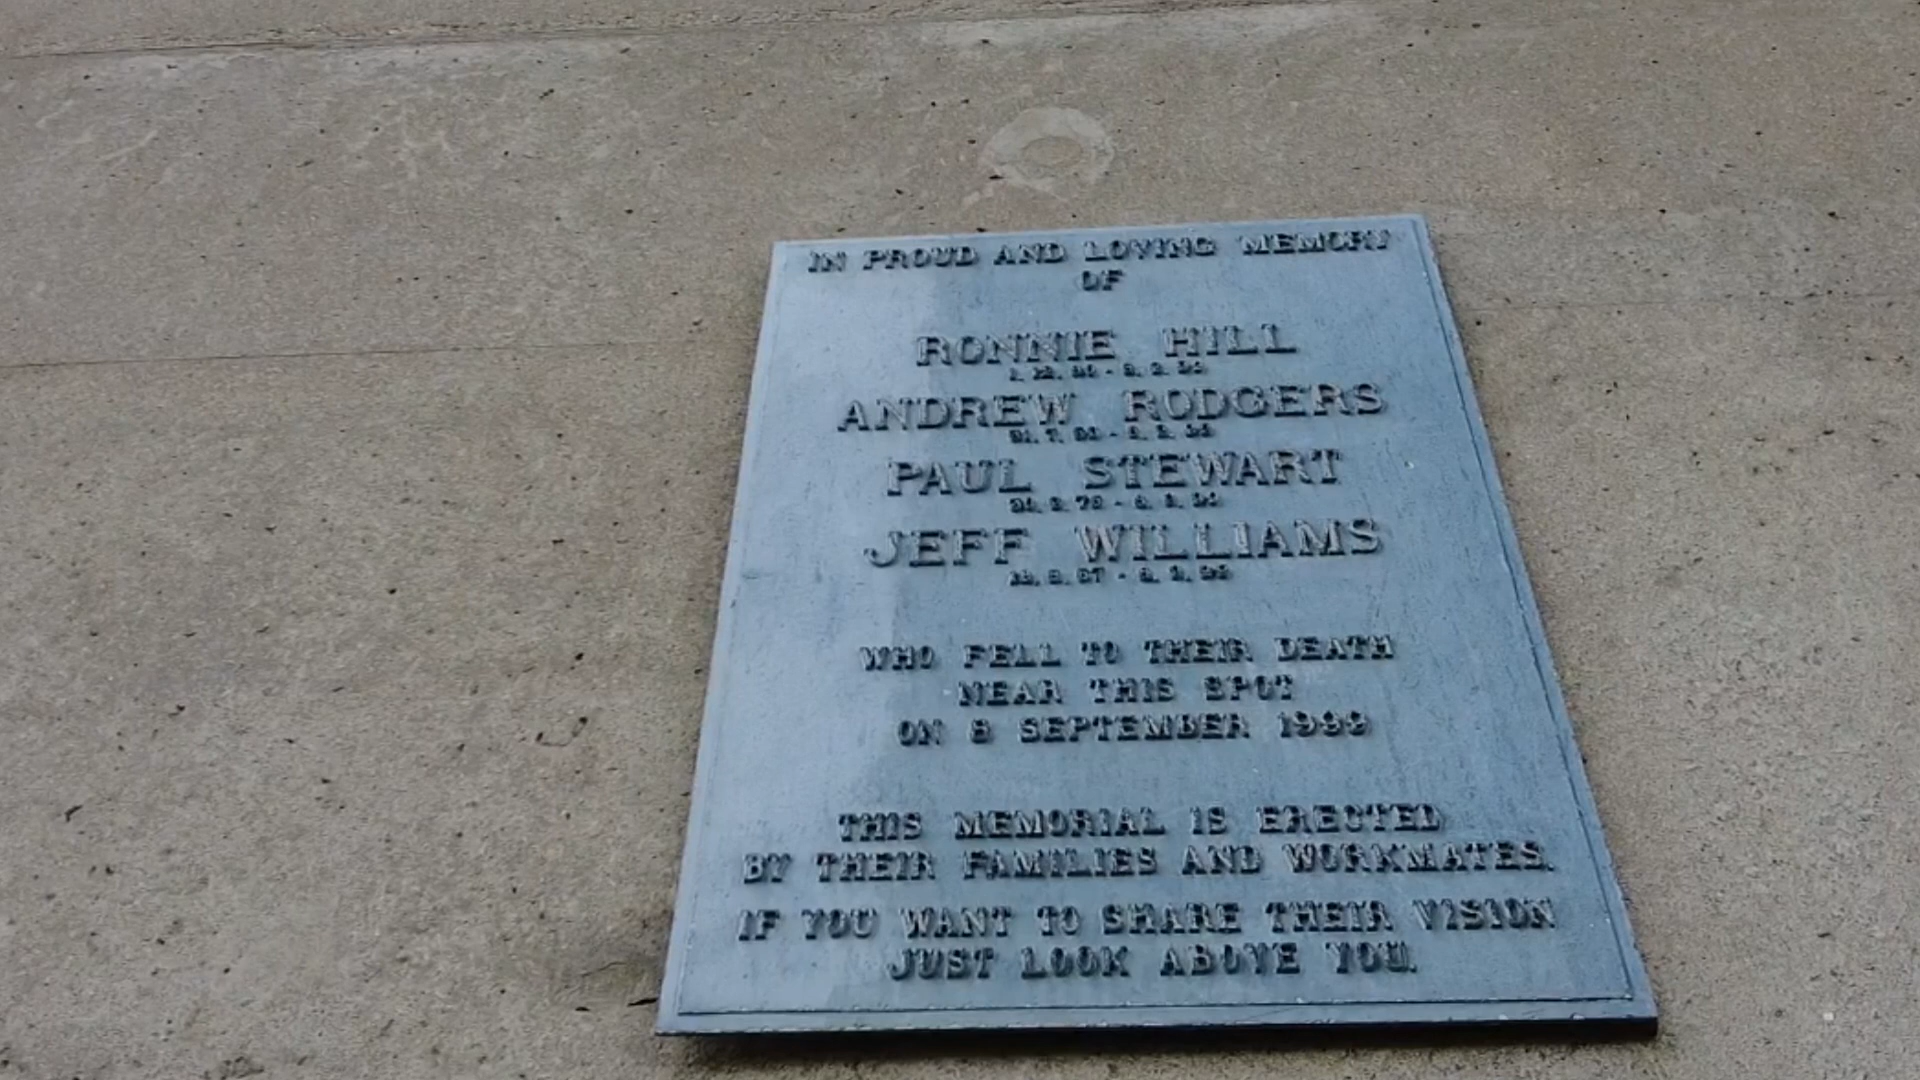 IN PROUD AND LOVING MEMORY
OF
RONNIE HILL
ANDREW RODGERS
PAUL STEWART
JEFF WILLIAMS
WHO FELL TO THEIR DEATH
NEAR THIS SPOT
ON 8 SEPTEMBER 1999
THIS MEMORIAL IS ERECTED
BY THEIR FAMILIES AND WORKMATES.
IF YOU WANT TO SHARE THEIR VISION
JUST LOOK ABOVE YOU.